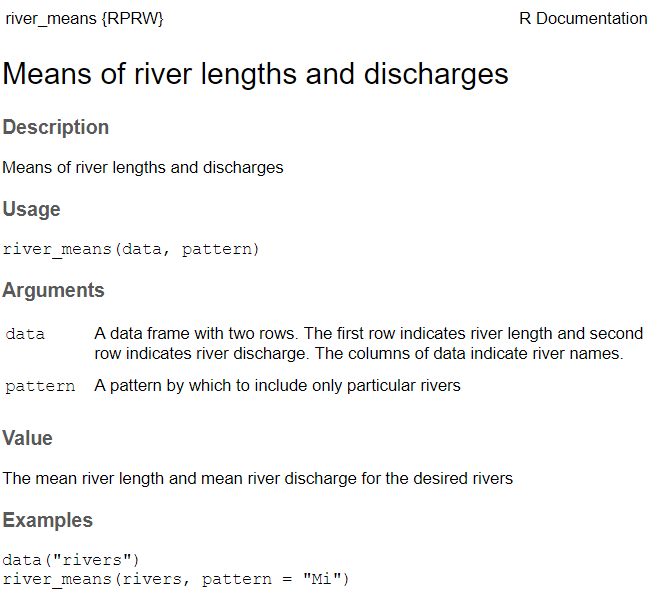 river_means {RPRW} R Documentation
Means of river lengths and discharges
Description
Means of river lengths and discharges
Usage
river_means(data, pattern)
Arguments
data A data frame with two rows. The first row indicates river length and second
row indicates river discharge. The columns of data indicate river names.
pattern A pattern by which to include only particular rivers
Value
The mean river length and mean river discharge for the desired rivers
Examples
data("rivers")
river_means(rivers, pattern = "Mi")